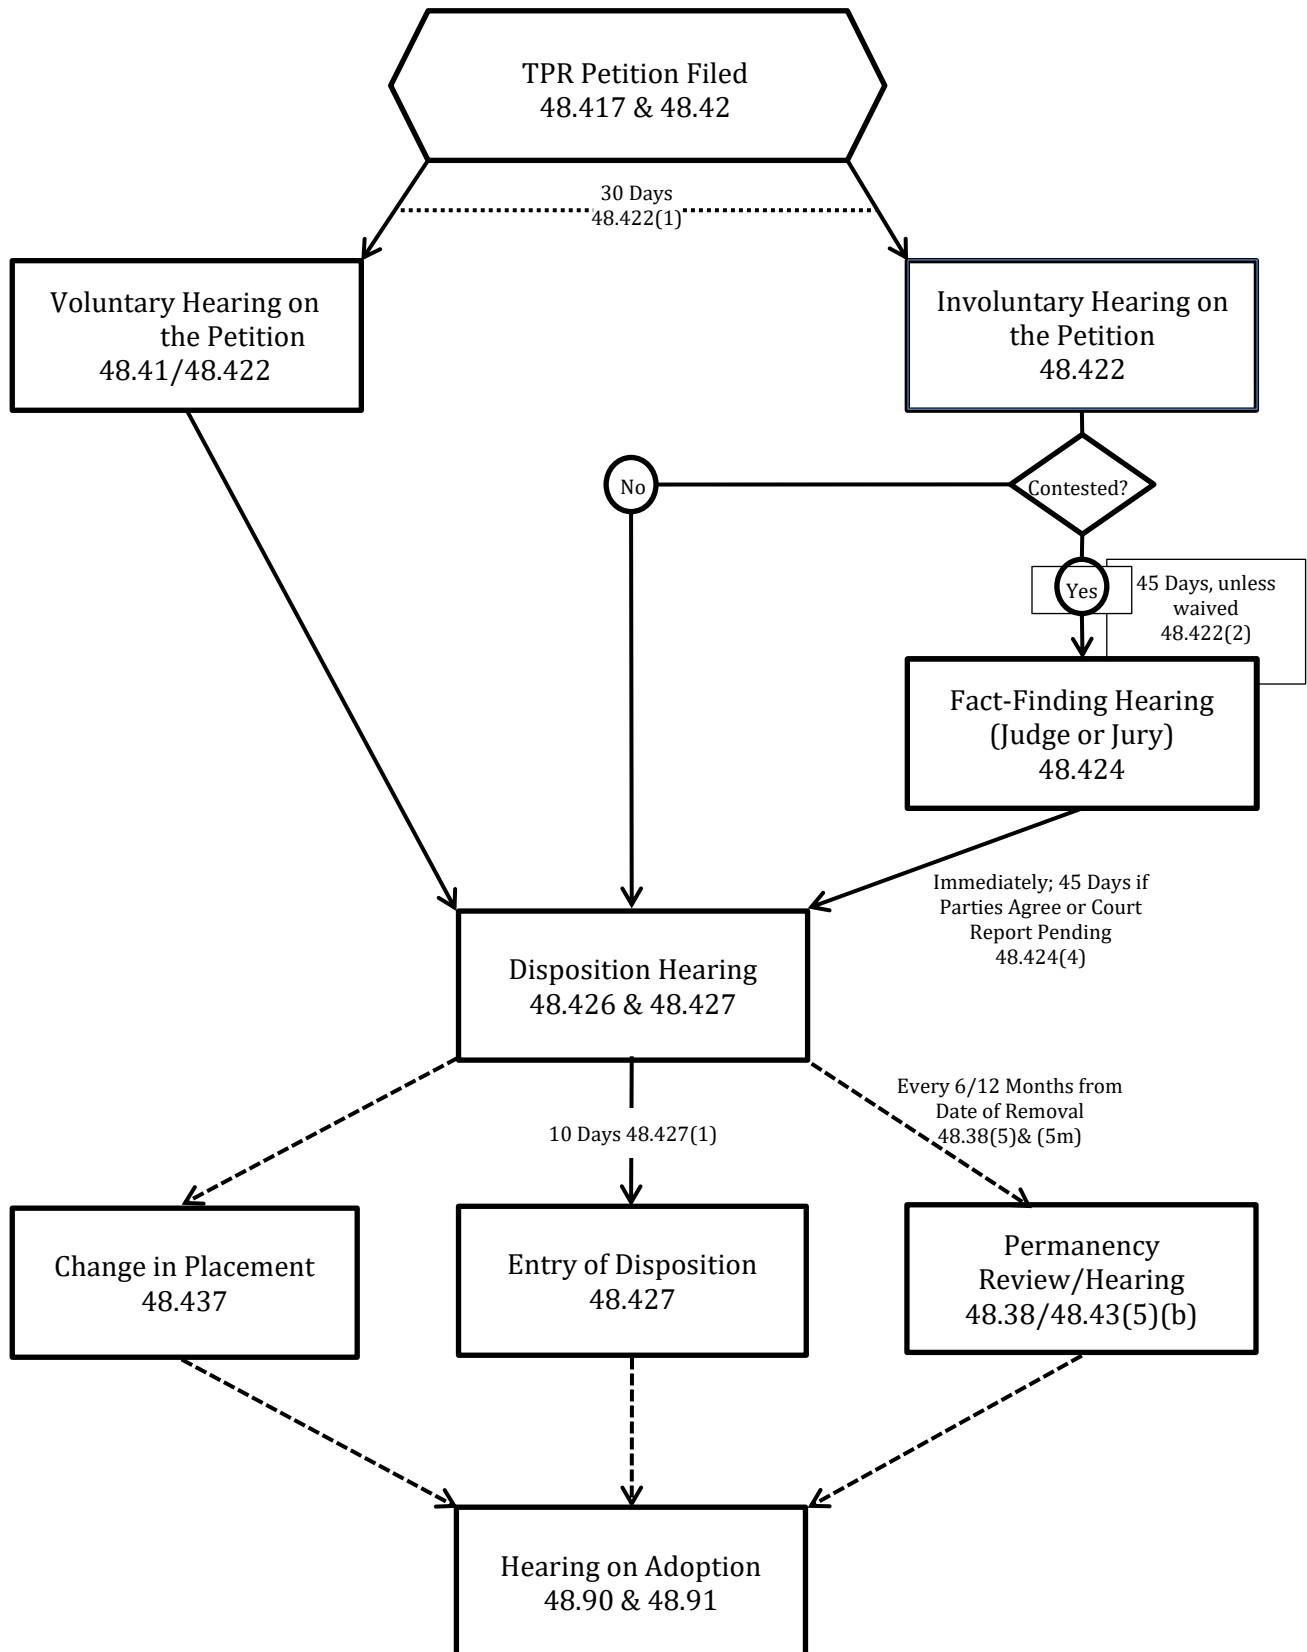 TPR Petition Filed
48.417 & 48.42
30 Days
48.422(1)
Voluntary Hearing on
the Petition
48.41/48.422
Involuntary Hearing on
the Petition
48.422
Contested?
No
Yes
45 Days, unless
waived
48.422(2)
Fact-Finding Hearing
(Judge or Jury)
48.424
Immediately; 45 Days if
Parties Agree or Court
Report Pending
48.424(4)
Disposition Hearing
48.426 & 48.427
Every 6/12 Months from
Date of Removal
48.38(5)& (5m)
10 Days 48.427(1)
Change in Placement
48.437
Entry of Disposition
48.427
Permanency
Review/Hearing
48.38/48.43(5)(b)
Hearing on Adoption
48.90 & 48.91